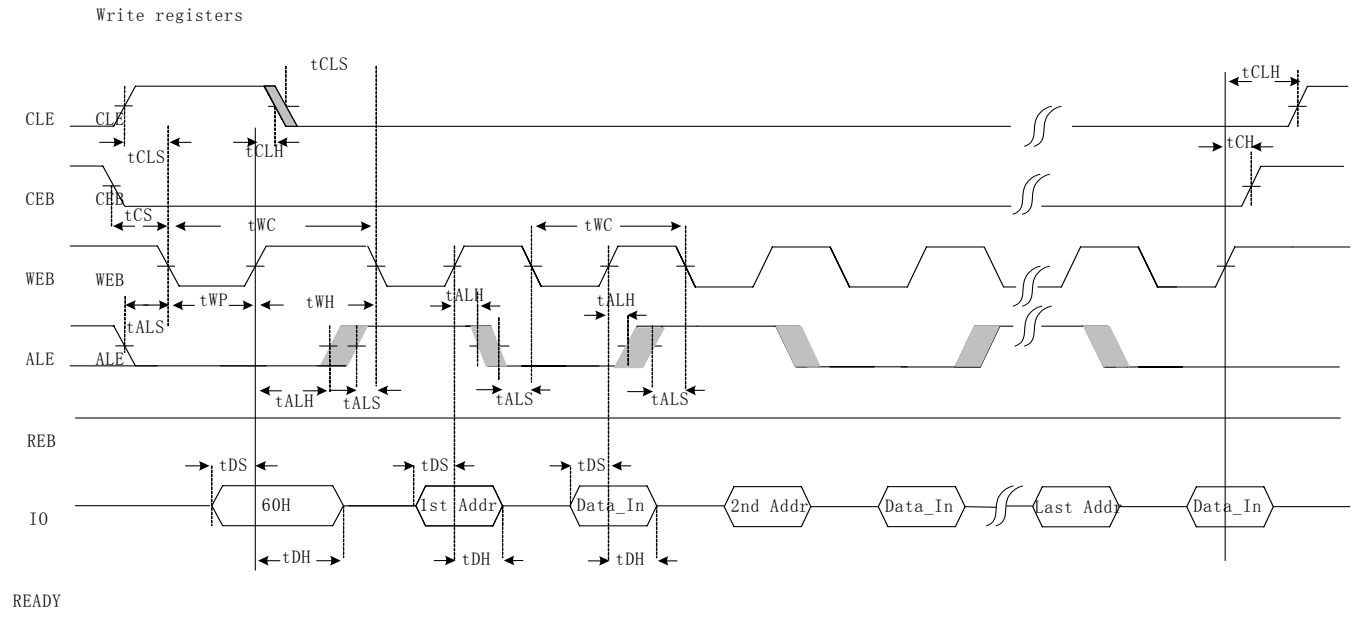 Write registers
tCLS
tCLH
CLE CLE
tCLS tCLH tCH
CEB CEB
tCS tWC tWC
WEB WEB
tWP tWH tALH tALH
tALS
ALE ALE
tALH tALS tALS tALS
REB
tDS tDS tDS
IO 60H 1st Addr Data_In 2nd Addr Data_In Last Addr Data_In
tDH tDH tDH
READY